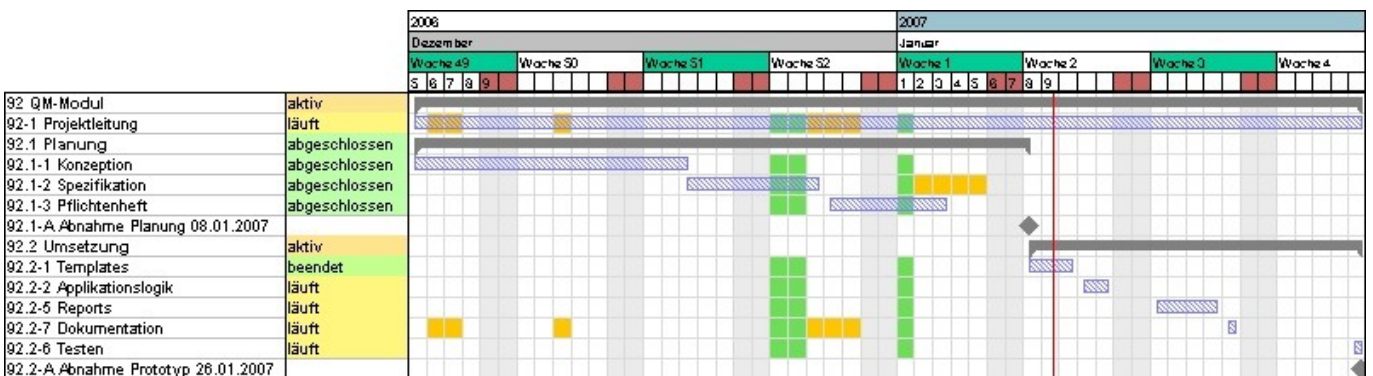 2006 2007
Dezember Januar
Woche 49 Woche 50 Woche 51 Woche 52 Woche 1 Woche 2 Woche 3 Woche 4
5 6 7 8 9 1 2 3 4 5 6 7 8 9
92 QM-Modul aktiv
92-1 Projektleitung läuft
92.1 Planung abgeschlossen
92.1-1 Konzeption abgeschlossen
92.1-2 Spezifikation abgeschlossen
92.1-3 Pflichtenheft abgeschlossen
92.1-A Abnahme Planung 08.01.2007
92.2 Umsetzung aktiv
92.2-1 Templates beendet
92.2-2 Applikationslogik läuft
92.2-5 Reports läuft
92.2-7 Dokumentation läuft
92.2-6 Testen läuft
92.2-A Abnahme Prototyp 26.01.2007